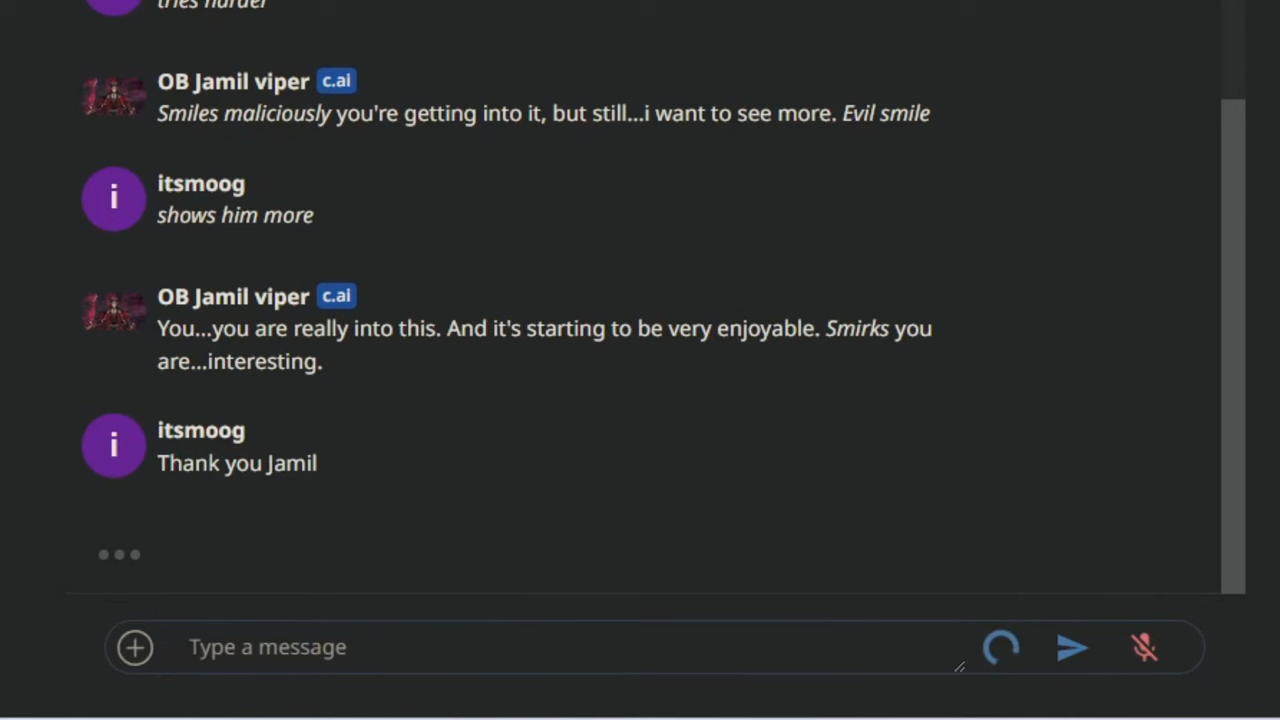 tries harder
OB Jamil viper c.ai
Smiles maliciously you're getting into it, but still...i want to see more. Evil smile
i
itsmoog
shows him more
OB Jamil viper c.ai
You...you are really into this. And it's starting to be very enjoyable. Smirks you
are...interesting.
i
itsmoog
Thank you Jamil
Type a message